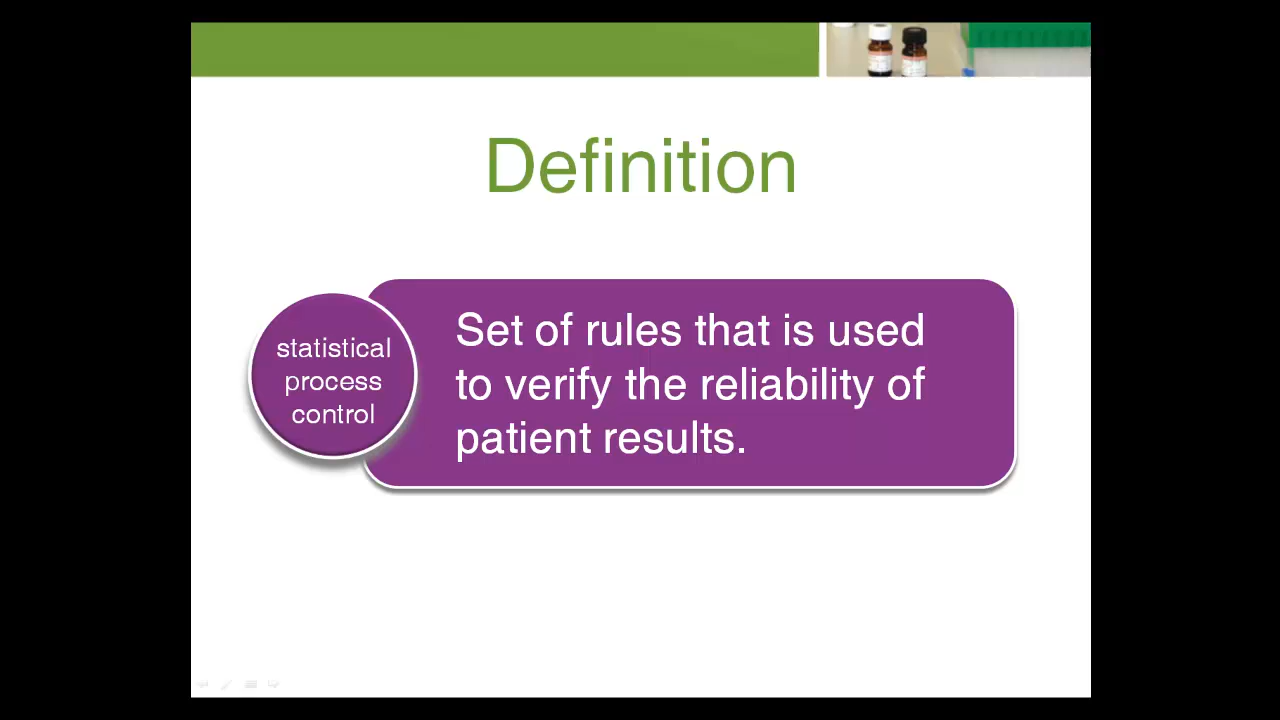 Definition
statistical
process
control
Set of rules that is used
to verify the reliability of
patient results.